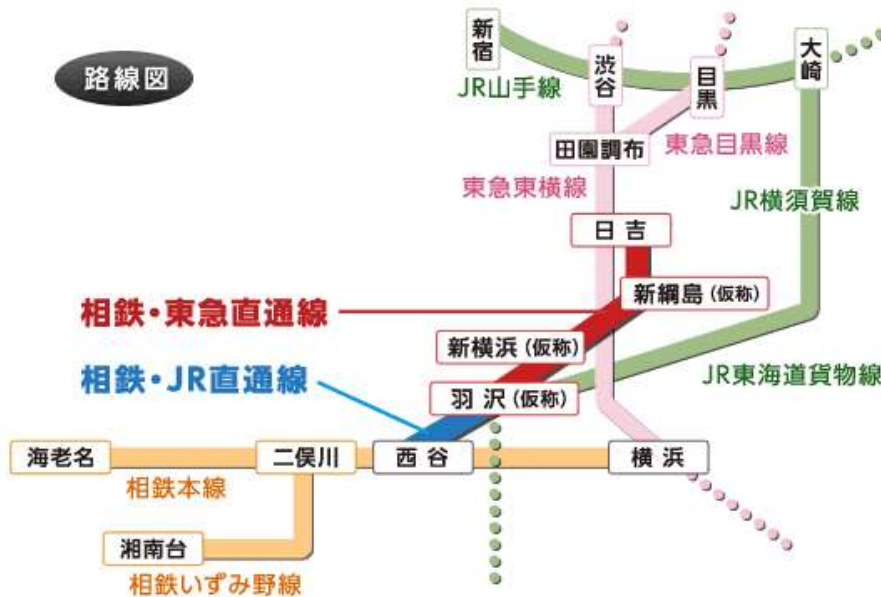 路線図
新宿
渋谷
目黒
大崎
JR山手線
田園調布
東急目黒線
東急東横線
JR横須賀線
日吉
新綱島(仮称)
相鉄・東急直通線
新横浜(仮称)
相鉄・JR直通線
羽沢(仮称)
JR東海道貨物線
海老名
二俣川
西谷
横浜
相鉄本線
湘南台
相鉄いずみ野線